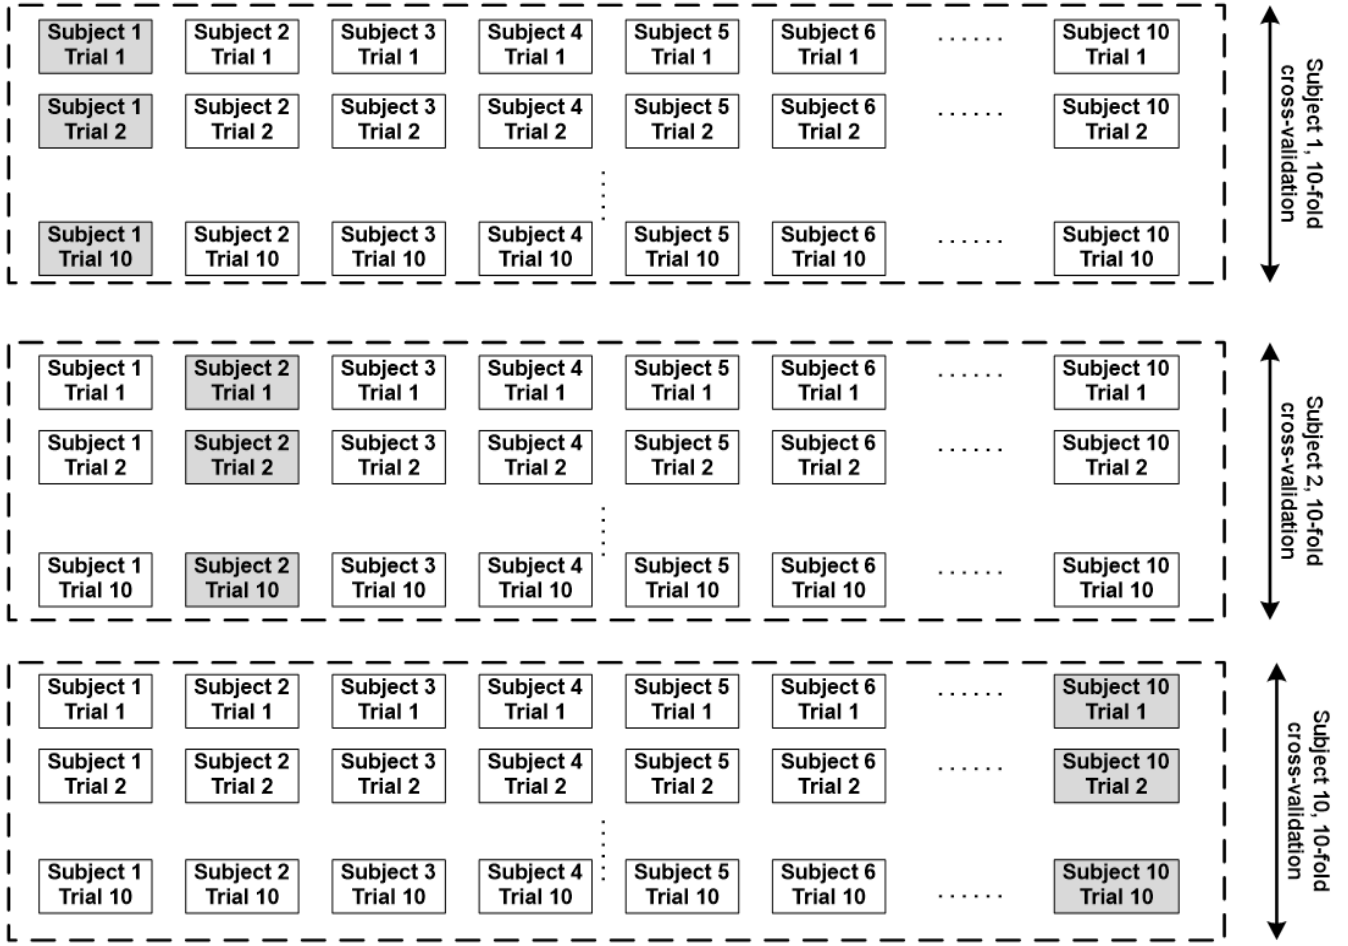 Subject 1 Subject 2 Subject 3 Subject 4 Subject 5 Subject 6 ...... Subject 10
Trial 1 Trial 1 Trial 1 Trial 1 Trial 1 Trial 1 Trial 1
Subject 1 Subject 2 Subject 3 Subject 4 Subject 5 Subject 6 ...... Subject 10
Trial 2 Trial 2 Trial 2 Trial 2 Trial 2 Trial 2 Trial 2
Subject 1 Subject 2 Subject 3 Subject 4 Subject 5 Subject 6 ...... Subject 10
Trial 10 Trial 10 Trial 10 Trial 10 Trial 10 Trial 10 Trial 10
Subject 1, 10-fold
cross-validation
Subject 1 Subject 2 Subject 3 Subject 4 Subject 5 Subject 6 ...... Subject 10
Trial 1 Trial 1 Trial 1 Trial 1 Trial 1 Trial 1 Trial 1
Subject 1 Subject 2 Subject 3 Subject 4 Subject 5 Subject 6 ...... Subject 10
Trial 2 Trial 2 Trial 2 Trial 2 Trial 2 Trial 2 Trial 2
Subject 1 Subject 2 Subject 3 Subject 4 Subject 5 Subject 6 ...... Subject 10
Trial 10 Trial 10 Trial 10 Trial 10 Trial 10 Trial 10 Trial 10
Subject 2, 10-fold
cross-validation
Subject 1 Subject 2 Subject 3 Subject 4 Subject 5 Subject 6 ...... Subject 10
Trial 1 Trial 1 Trial 1 Trial 1 Trial 1 Trial 1 Trial 1
Subject 1 Subject 2 Subject 3 Subject 4 Subject 5 Subject 6 ...... Subject 10
Trial 2 Trial 2 Trial 2 Trial 2 Trial 2 Trial 2 Trial 2
Subject 1 Subject 2 Subject 3 Subject 4 Subject 5 Subject 6 ...... Subject 10
Trial 10 Trial 10 Trial 10 Trial 10 Trial 10 Trial 10 Trial 10
Subject 10, 10-fold
cross-validation